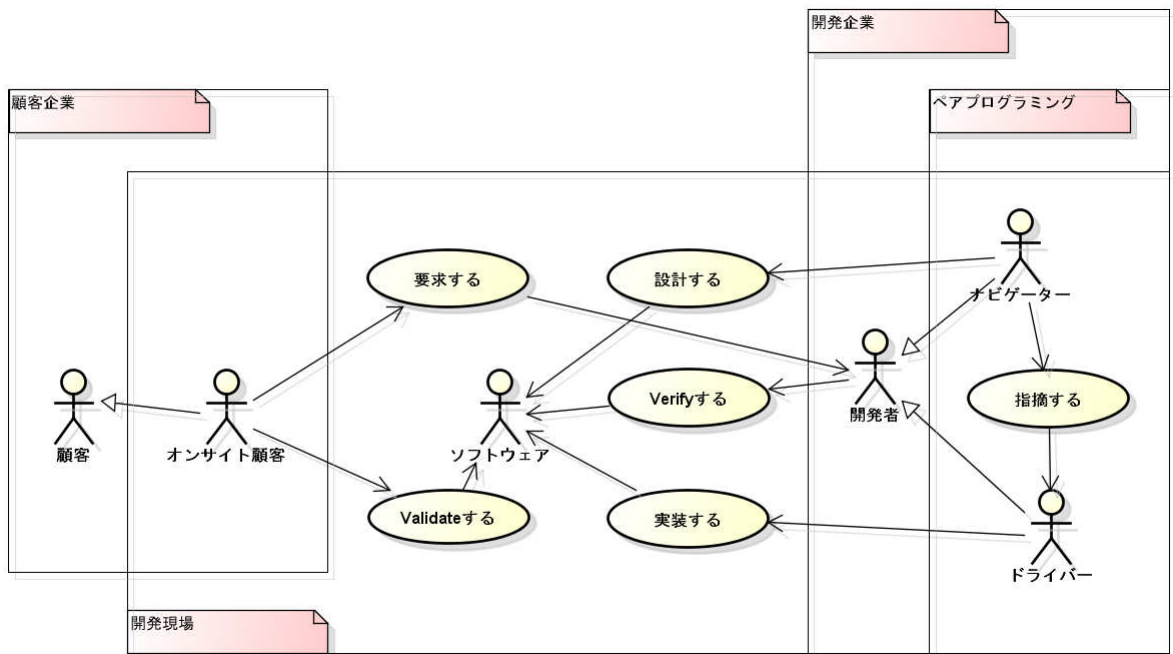 開発企業
顧客企業
ペアプログラミング
要求する
設計する
ナビゲーター
顧客
オンサイト顧客
ソフトウェア
Verifyする
開発者
指摘する
Validateする
実装する
ドライバー
開発現場